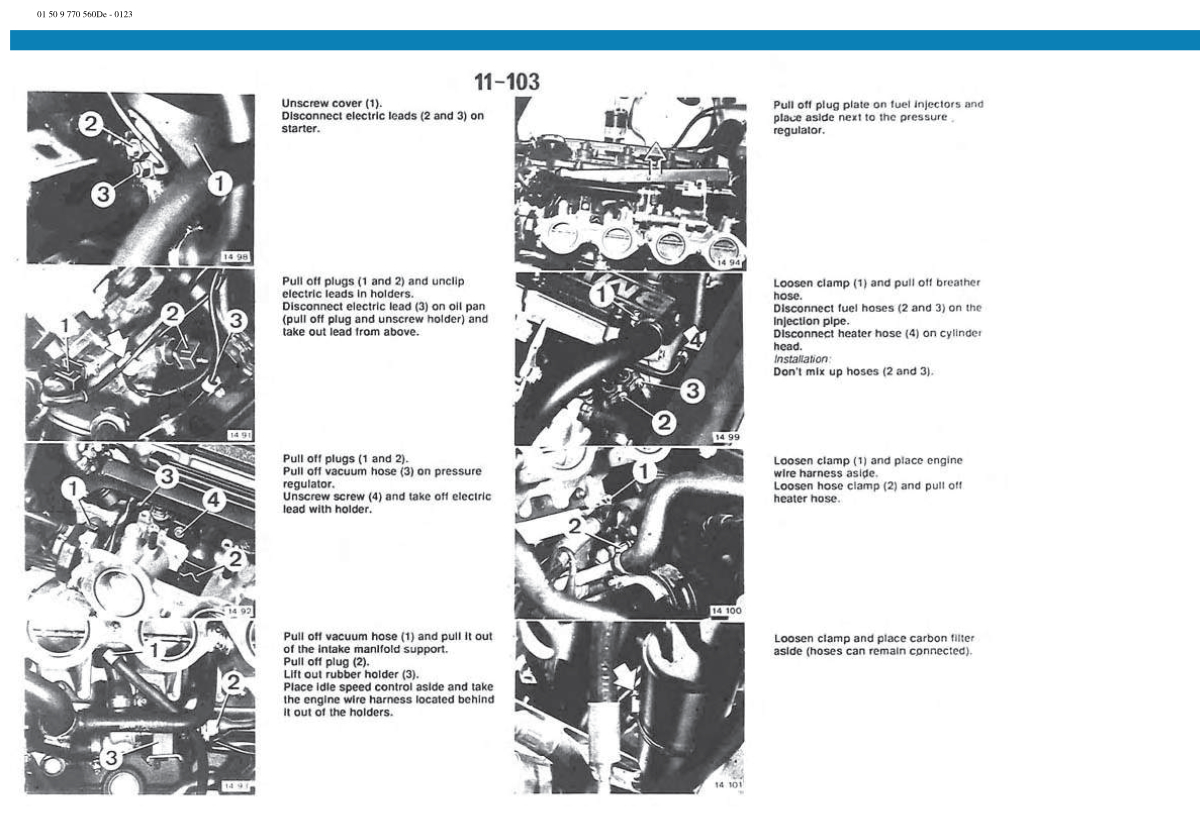 01 50 9 770 560De - 0123
11-103
2
3
1
14 98
Unscrew cover (1).
Disconnect electric leads (2 and 3) on
starter.
1
2
3
14 91
Pull off plugs (1 and 2) and unclip
electric leads in holders.
Disconnect electric lead (3) on oil pan
(pull off plug and unscrew holder) and
take out lead from above.
3
1
4
2
14 92
Pull off plugs (1 and 2).
Pull off vacuum hose (3) on pressure
regulator.
Unscrew screw (4) and take off electric
lead with holder.
1
2
3
14 93
Pull off vacuum hose (1) and pull it out
of the intake manifold support.
Pull off plug (2).
Lift out rubber holder (3).
Place idle speed control aside and take
the engine wire harness located behind
it out of the holders.
14 94
Pull off plug plate on fuel injectors and
place aside next to the pressure
regulator.
1
4
3
2
14 99
Loosen clamp (1) and pull off breather
hose.
Disconnect fuel hoses (2 and 3) on the
injection pipe.
Disconnect heater hose (4) on cylinder
head.
Installation:
Don't mix up hoses (2 and 3).
1
2
14 100
Loosen clamp (1) and place engine
wire harness aside.
Loosen hose clamp (2) and pull off
heater hose.
14 101
Loosen clamp and place carbon filter
aside (hoses can remain connected).